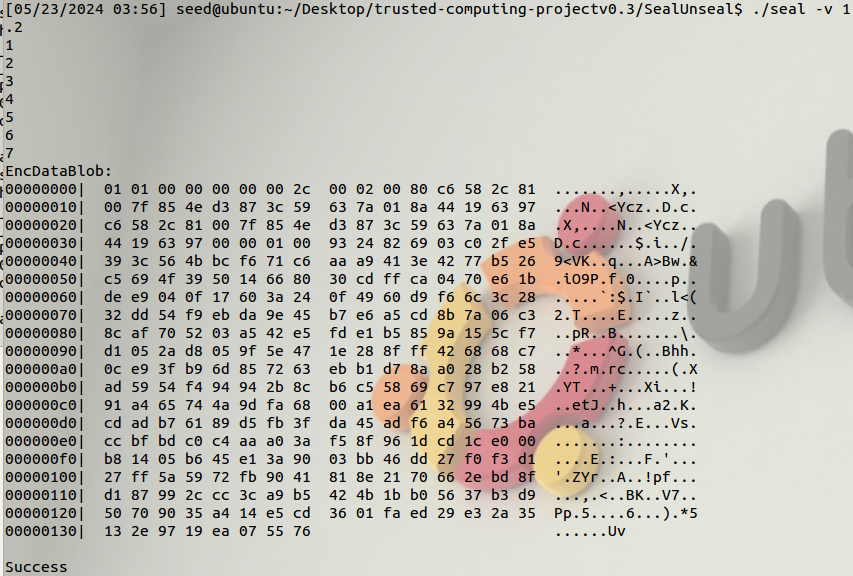 [05/23/2024 03:56] seed@ubuntu:~/Desktop/trusted-computing-projectv0.3/SealUnseal$ ./seal -v 1
.2
1
2
3
4
5
6
7
EncDataBlob:
00000000|  01 01 00 00 00 00 00 2c  00 02 00 80 c6 58 2c 81   .......,.....X,.
00000010|  00 7f 85 4e d3 87 3c 59  63 7a 01 8a 44 19 63 97   ...N..<Ycz..D.c.
00000020|  c6 58 2c 81 00 7f 85 4e  d3 87 3c 59 63 7a 01 8a   .X,....N..<Ycz..
00000030|  44 19 63 97 00 00 01 00  93 24 82 69 03 c0 2f e5   D.c......$.i../.
00000040|  39 3c 56 4b bc f6 71 c6  aa a9 41 3e 42 77 b5 26   9<VK..q...A>Bw.&
00000050|  c5 69 4f 39 50 14 66 80  30 cd ff ca 04 70 e6 1b   .iO9P.f.0....p..
00000060|  de e9 04 0f 17 60 3a 24  0f 49 60 d9 f6 6c 3c 28   .....`:$.I`..l<(
00000070|  32 dd 54 f9 eb da 9e 45  b7 e6 a5 cd 8b 7a 06 c3   2.T....E.....z..
00000080|  8c af 70 52 03 a5 42 e5  fd e1 b5 85 9a 15 5c f7   ..pR..B.......\.
00000090|  d1 05 2a d8 05 9f 5e 47  1e 28 8f ff 42 68 68 c7   ..*...^G.(..Bhh.
000000a0|  0c e9 3f b9 6d 85 72 63  eb b1 d7 8a a0 28 b2 58   ..?.m.rc.....(.X
000000b0|  ad 59 54 f4 94 94 2b 8c  b6 c5 58 69 c7 97 e8 21   .YT...+...Xi...!
000000c0|  91 a4 65 74 4a 9d fa 68  00 a1 ee 61 32 99 4b e5   ..etJ..h...a2.K.
000000d0|  cd ad b7 61 89 d5 fb 3f  da 45 ad f6 a4 56 73 ba   ...a...?.E...Vs.
000000e0|  cc bf bd c0 c4 aa a0 3a  f5 8f 96 1d cd 1c e0 00   .......:........
000000f0|  b8 14 05 b6 45 e1 3a 90  03 bb 46 dd 27 f0 f3 d1   ....E.:...F.'...
00000100|  27 ff 5a 59 72 fb 90 41  81 8e 21 70 66 2e bd 8f   '.ZYr..A..!pf...
00000110|  d1 87 99 2c cc 3c a9 b5  42 4b 1b b0 56 37 b3 d9   ...,.<..BK..V7..
00000120|  50 70 90 35 a4 14 e5 cd  36 01 fa ed 29 e3 2a 35   Pp.5....6...).*5
00000130|  13 2e 97 19 ea 07 55 76                            ......Uv
Success